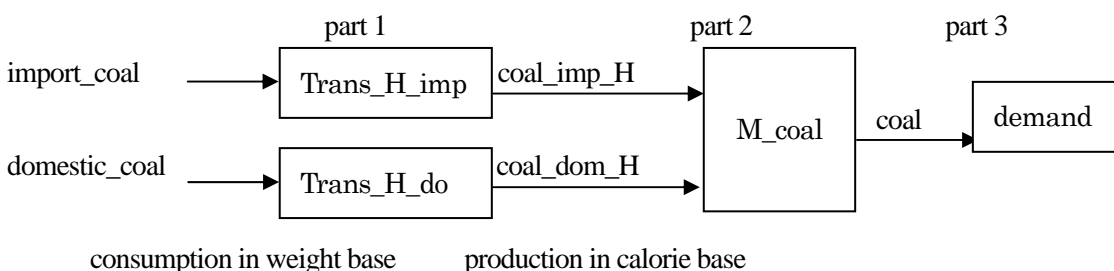 part 1 part 2 part 3
import_coal Trans_H_imp coal_imp_H
M_coal coal demand
domestic_coal Trans_H_do coal_dom_H
consumption in weight base production in calorie base